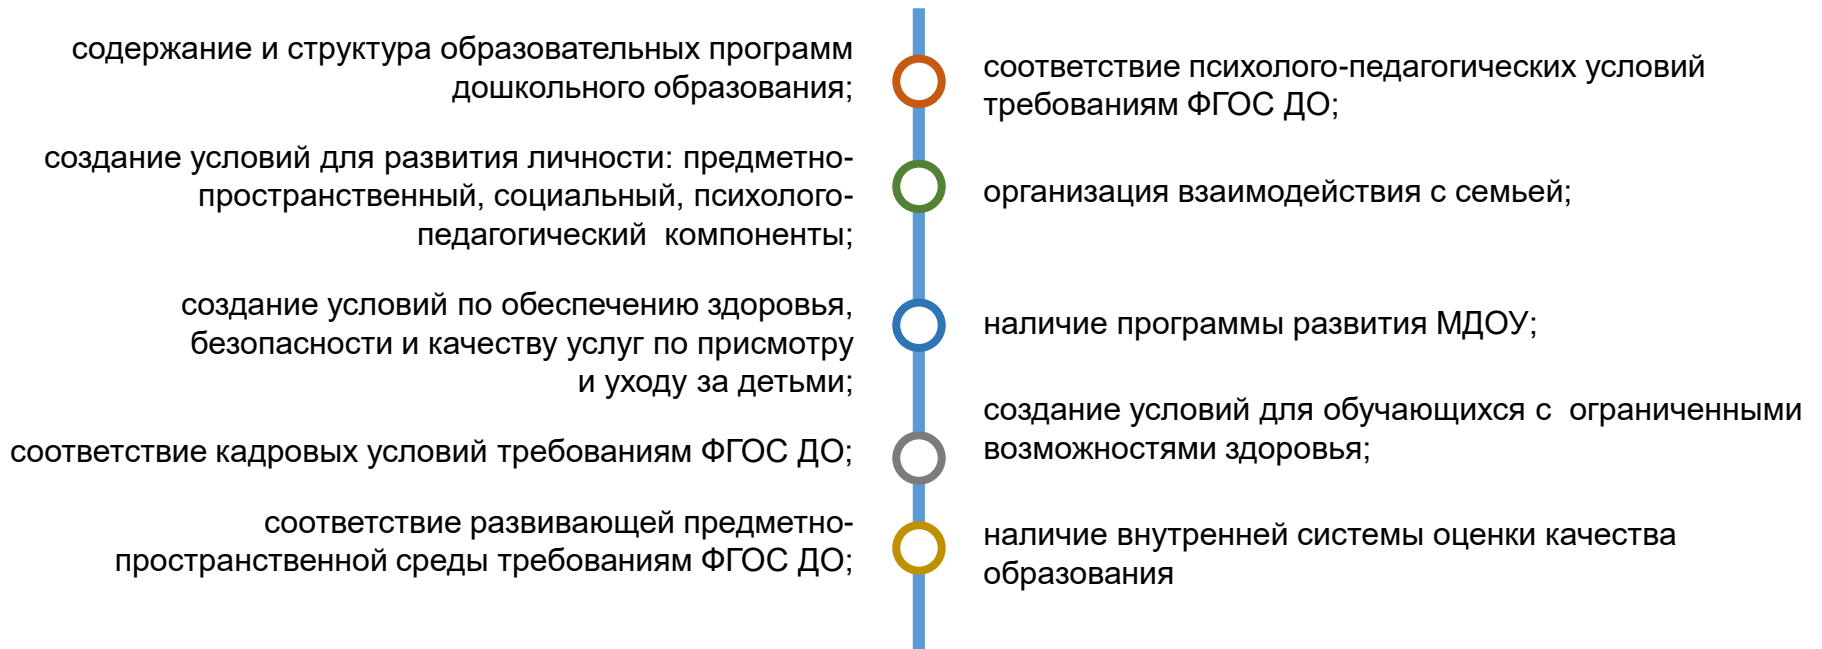 содержание и структура образовательных программ
дошкольного образования;
создание условий для развития личности: предметно-
пространственный, социальный, психолого-
педагогический  компоненты;
создание условий по обеспечению здоровья,
безопасности и качеству услуг по присмотру
и уходу за детьми;
соответствие кадровых условий требованиям ФГОС ДО;
соответствие развивающей предметно-
пространственной среды требованиям ФГОС ДО;
соответствие психолого-педагогических условий
требованиям ФГОС ДО;
организация взаимодействия с семьей;
наличие программы развития МДОУ;
создание условий для обучающихся с  ограниченными
возможностями здоровья;
наличие внутренней системы оценки качества
образования